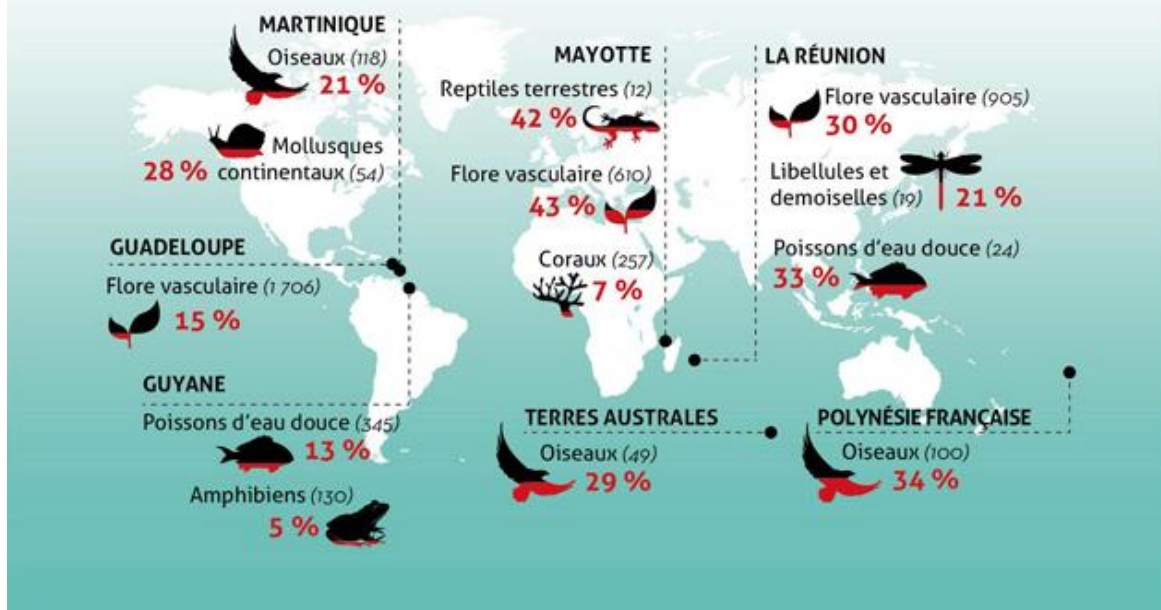 MARTINIQUE
Oiseaux (118)
21 %
Mollusques
28 % continentaux (54)
GUADELOUPE
Flore vasculaire (1 706)
15 %
GUYANE
Poissons d'eau douce (345)
13 %
Amphibiens (130)
5 %
MAYOTTE
Reptiles terrestres (12)
42 %
Flore vasculaire (610)
43 %
Coraux (257)
7 %
LA RÉUNION
Flore vasculaire (905)
30 %
Libellules et
demoiselles (19) 21 %
Poissons d'eau douce (24)
33 %
TERRES AUSTRALES
Oiseaux (49)
29 %
POLYNÉSIE FRANÇAISE
Oiseaux (100)
34 %